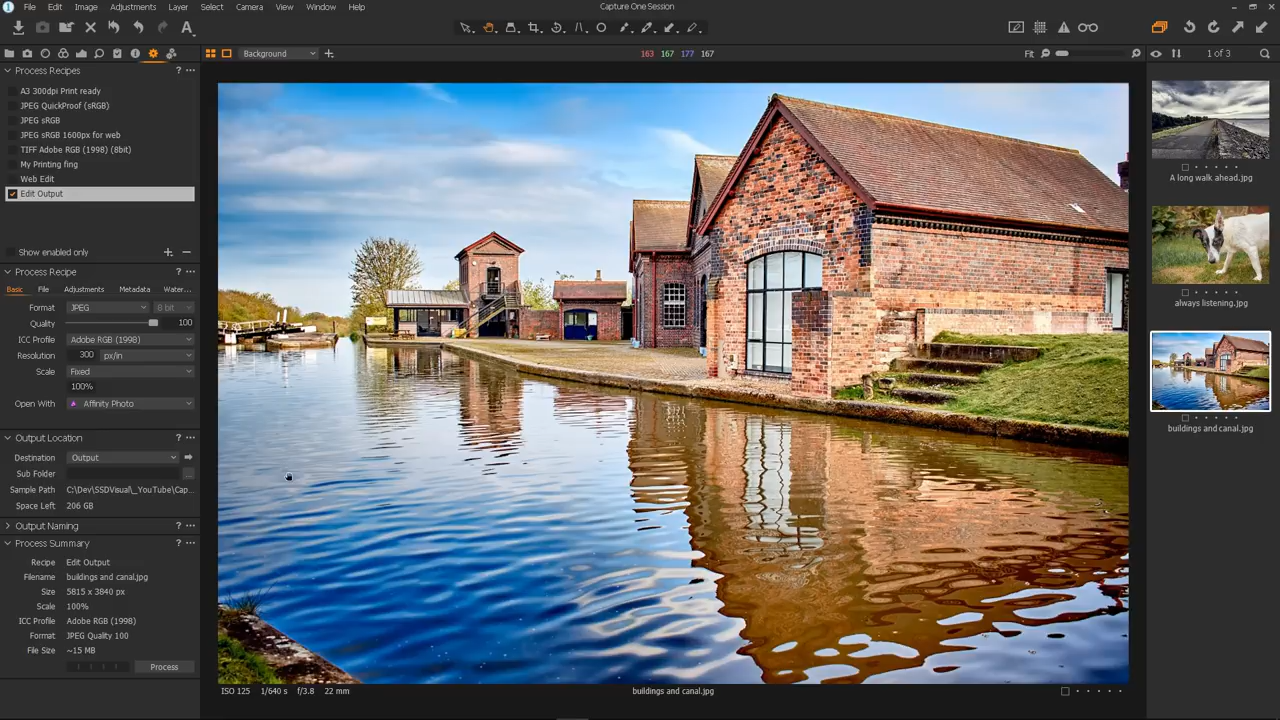 File Edit Image Adjustments Layer Select Camera View Window Help
Capture One Session
Background
163 167 177 167
Fit
1 of 3
Process Recipes
A3 300dpi Print ready
JPEG QuickProof (sRGB)
JPEG sRGB
JPEG sRGB 1600px for web
TIFF Adobe RGB (1998) (8bit)
My Printing fing
Web Edit
Edit Output
Show enabled only
Process Recipe
Basic File Adjustments Metadata Water...
Format JPEG 8 bit
Quality 100
ICC Profile Adobe RGB (1998)
Resolution 300 px/in
Scale Fixed
100%
Open With Affinity Photo
Output Location
Destination Output
Sub Folder
Sample Path C:\Dev\SSDVisual\_YouTube\Cap...
Space Left 206 GB
Output Naming
Process Summary
Recipe Edit Output
Filename buildings and canal.jpg
Size 5815 x 3840 px
Scale 100%
ICC Profile Adobe RGB (1998)
Format JPEG Quality 100
File Size ~15 MB
Process
ISO 125 1/640 s f/3.8 22 mm
buildings and canal.jpg
A long walk ahead.jpg
always listening.jpg
buildings and canal.jpg